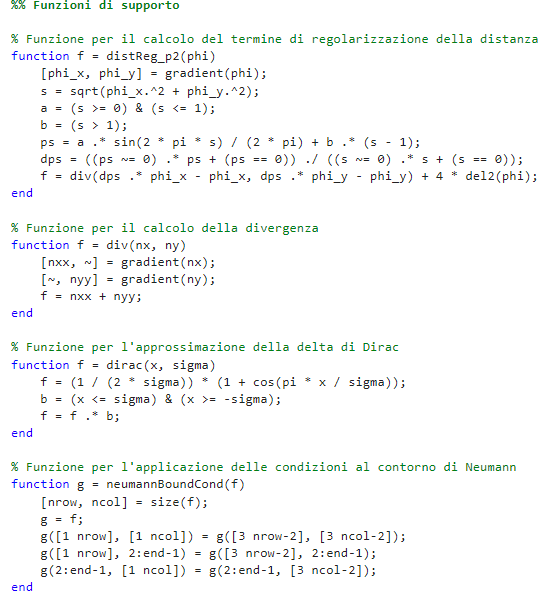 %% Funzioni di supporto
% Funzione per il calcolo del termine di regolarizzazione della distanza
function f = distReg_p2(phi)
    [phi_x, phi_y] = gradient(phi);
    s = sqrt(phi_x.^2 + phi_y.^2);
    a = (s >= 0) & (s <= 1);
    b = (s > 1);
    ps = a .* sin(2 * pi * s) / (2 * pi) + b .* (s - 1);
    dps = ((ps ~= 0) .* ps + (ps == 0)) ./ ((s ~= 0) .* s + (s == 0));
    f = div(dps .* phi_x - phi_x, dps .* phi_y - phi_y) + 4 * del2(phi);
end
% Funzione per il calcolo della divergenza
function f = div(nx, ny)
    [nxx, ~] = gradient(nx);
    [~, nyy] = gradient(ny);
    f = nxx + nyy;
end
% Funzione per l'approssimazione della delta di Dirac
function f = dirac(x, sigma)
    f = (1 / (2 * sigma)) * (1 + cos(pi * x / sigma));
    b = (x <= sigma) & (x >= -sigma);
    f = f .* b;
end
% Funzione per l'applicazione delle condizioni al contorno di Neumann
function g = neumannBoundCond(f)
    [nrow, ncol] = size(f);
    g = f;
    g([1 nrow], [1 ncol]) = g([3 nrow-2], [3 ncol-2]);
    g([1 nrow], 2:end-1) = g([3 nrow-2], 2:end-1);
    g(2:end-1, [1 ncol]) = g(2:end-1, [3 ncol-2]);
end